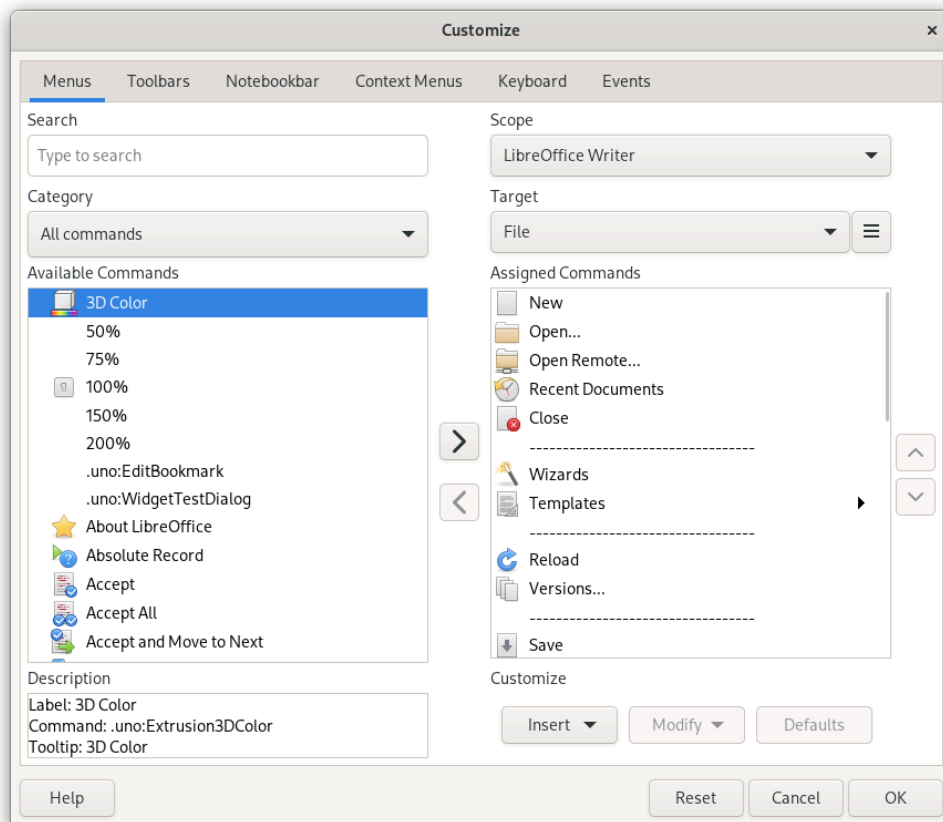 Customize
Menus Toolbars Notebookbar Context Menus Keyboard Events
Search
Type to search
Category
All commands
Available Commands
3D Color
50%
75%
100%
150%
200%
.uno:EditBookmark
.uno:WidgetTestDialog
About LibreOffice
Absolute Record
Accept
Accept All
Accept and Move to Next
Description
Label: 3D Color
Command: .uno:Extrusion3DColor
Tooltip: 3D Color
Scope
LibreOffice Writer
Target
File
Assigned Commands
New
Open...
Open Remote...
Recent Documents
Close
----------------------------------
Wizards
Templates
----------------------------------
Reload
Versions...
----------------------------------
Save
Customize
Insert Modify Defaults
Help Reset Cancel OK